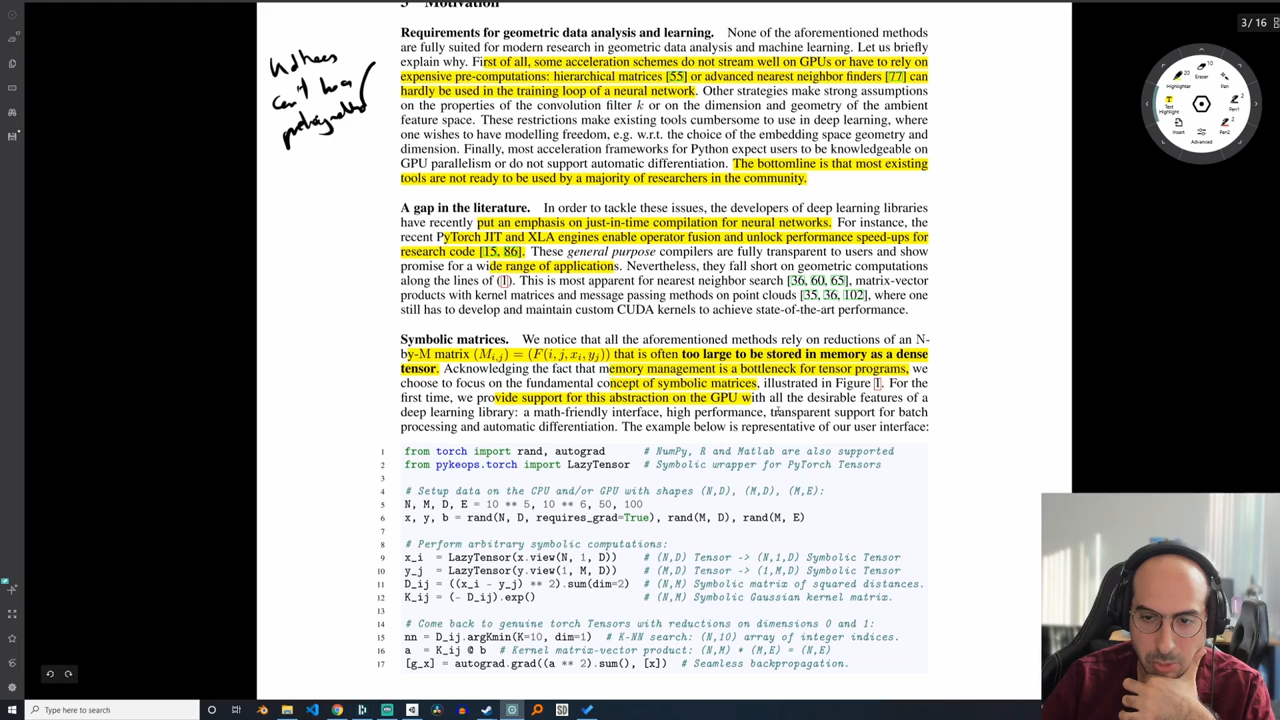 3 Motivation
3 / 16
Requirements for geometric data analysis and learning. None of the aforementioned methods
are fully suited for modern research in geometric data analysis and machine learning. Let us briefly
explain why. First of all, some acceleration schemes do not stream well on GPUs or have to rely on
expensive pre-computations: hierarchical matrices [55] or advanced nearest neighbor finders [77] can
hardly be used in the training loop of a neural network. Other strategies make strong assumptions
on the properties of the convolution filter k or on the dimension and geometry of the ambient
feature space. These restrictions make existing tools cumbersome to use in deep learning, where
one wishes to have modelling freedom, e.g. w.r.t. the choice of the embedding space geometry and
dimension. Finally, most acceleration frameworks for Python expect users to be knowledgeable on
GPU parallelism or do not support automatic differentiation. The bottomline is that most existing
tools are not ready to be used by a majority of researchers in the community.
can't
A gap in the literature. In order to tackle these issues, the developers of deep learning libraries
have recently put an emphasis on just-in-time compilation for neural networks. For instance, the
recent PyTorch JIT and XLA engines enable operator fusion and unlock performance speed-ups for
research code [15, 86]. These general purpose compilers are fully transparent to users and show
promise for a wide range of applications. Nevertheless, they fall short on geometric computations
along the lines of (1). This is most apparent for nearest neighbor search [36, 60, 65], matrix-vector
products with kernel matrices and message passing methods on point clouds [35, 36, 102], where one
still has to develop and maintain custom CUDA kernels to achieve state-of-the-art performance.
Symbolic matrices. We notice that all the aforementioned methods rely on reductions of an N-
by-M matrix (M_{i,j}) = (F(i, j, x_i, y_j)) that is often too large to be stored in memory as a dense
tensor. Acknowledging the fact that memory management is a bottleneck for tensor programs, we
choose to focus on the fundamental concept of symbolic matrices, illustrated in Figure 1. For the
first time, we provide support for this abstraction on the GPU with all the desirable features of a
deep learning library: a math-friendly interface, high performance, transparent support for batch
processing and automatic differentiation. The example below is representative of our user interface:
1 from torch import rand, autograd # NumPy, R and Matlab are also supported
2 from pykeops.torch import LazyTensor # Symbolic wrapper for PyTorch Tensors
3
4 # Setup data on the CPU and/or GPU with shapes (N,D), (M,D), (M,E):
5 N, M, D, E = 10 ** 5, 10 ** 6, 50, 100
6 x, y, b = rand(N, D, requires_grad=True), rand(M, D), rand(M, E)
7
8 # Perform arbitrary symbolic computations:
9 x_i = LazyTensor(x.view(N, 1, D)) # (N,D) Tensor -> (N,1,D) Symbolic Tensor
10 y_j = LazyTensor(y.view(1, M, D)) # (M,D) Tensor -> (1,M,D) Symbolic Tensor
11 D_ij = ((x_i - y_j) ** 2).sum(dim=2) # (N,M) Symbolic matrix of squared distances.
12 K_ij = (- D_ij).exp() # (N,M) Symbolic Gaussian kernel matrix.
13
14 # Come back to genuine torch Tensors with reductions on dimensions 0 and 1:
15 nn = D_ij.argKmin(K=10, dim=1) # K-NN search: (N,10) array of integer indices.
16 a = K_ij @ b # Kernel matrix-vector product: (N,M) * (M,E) = (N,E)
17 [g_x] = autograd.grad((a ** 2).sum(), [x]) # Seamless backpropagation.
Highlighter
Eraser
Pen
Text
Highlight
Pen1
Insert
Pen2
Advanced
Type here to search